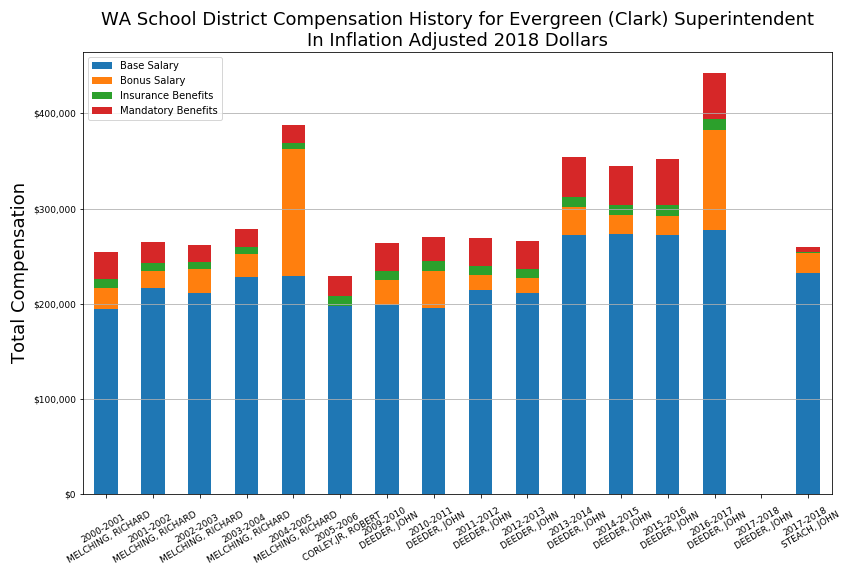 WA School District Compensation History for Evergreen (Clark) Superintendent
In Inflation Adjusted 2018 Dollars
Base Salary
Bonus Salary
Insurance Benefits
Mandatory Benefits
Total Compensation
$400,000
$300,000
$200,000
$100,000
$0
2000-2001
MELCHING, RICHARD
2001-2002
MELCHING, RICHARD
2002-2003
MELCHING, RICHARD
2003-2004
MELCHING, RICHARD
2004-2005
MELCHING, RICHARD
2005-2006
CORLEY,JR, ROBERT
2009-2010
DEEDER, JOHN
2010-2011
DEEDER, JOHN
2011-2012
DEEDER, JOHN
2012-2013
DEEDER, JOHN
2013-2014
DEEDER, JOHN
2014-2015
DEEDER, JOHN
2015-2016
DEEDER, JOHN
2016-2017
DEEDER, JOHN
2017-2018
DEEDER, JOHN
2017-2018
STEACH, JOHN